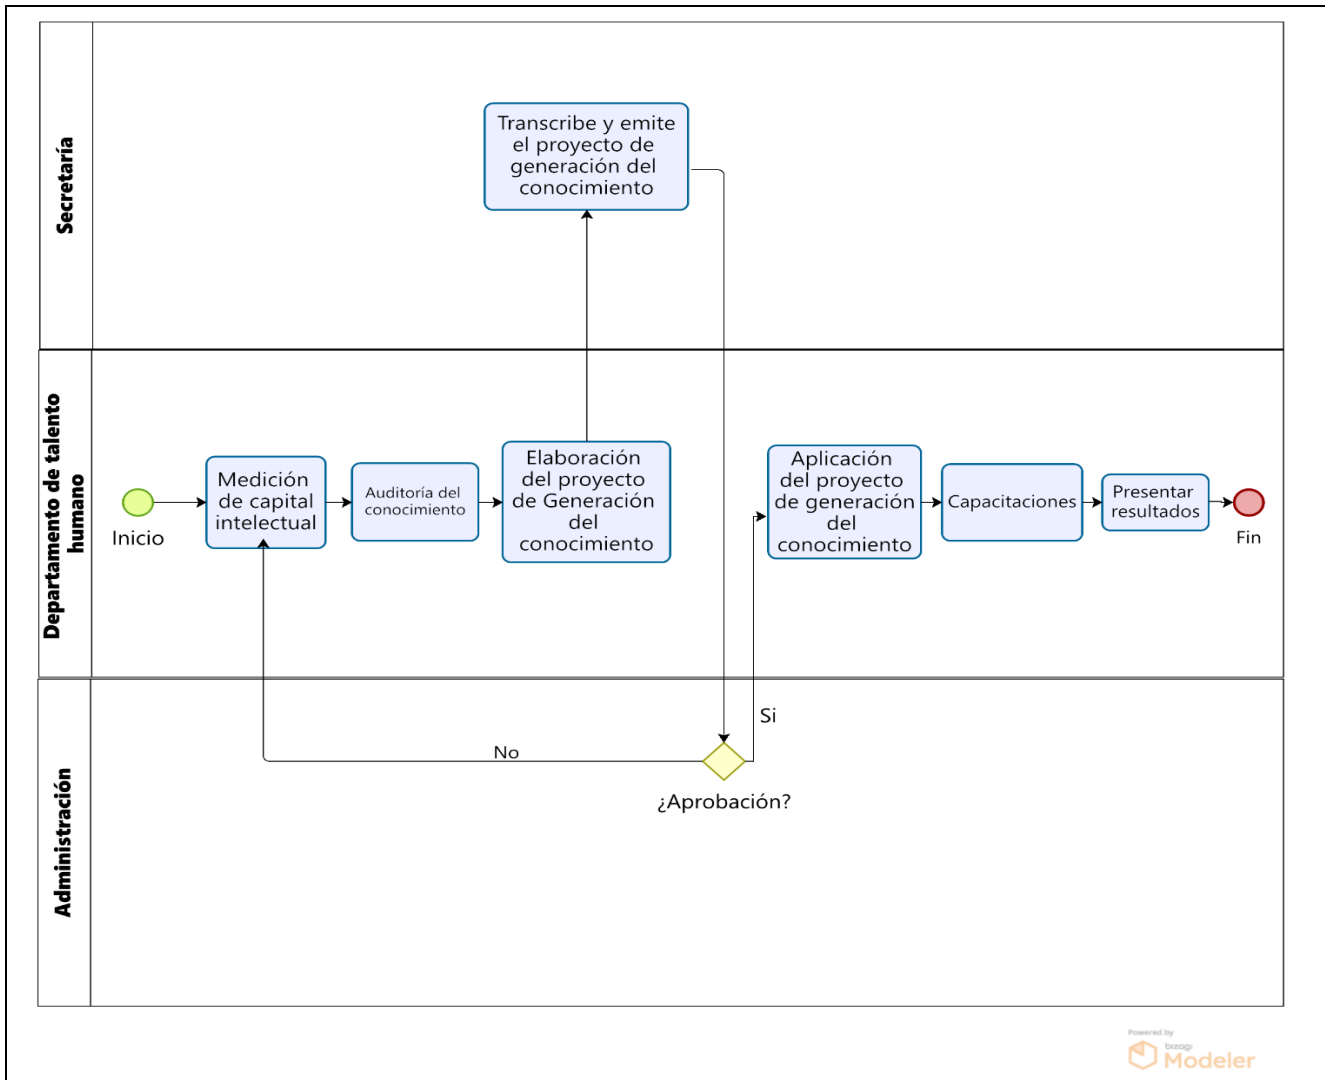 Secretaría
Transcribe y emite
el proyecto de
generación del
conocimiento
Departamento de talento
humano
Inicio
Medición
de capital
intelectual
Auditoría del
conocimiento
Elaboración
del proyecto
de Generación
del
conocimiento
Aplicación
del proyecto
de generación
del
conocimiento
Capacitaciones
Presentar
resultados
Fin
Administración
No
Si
¿Aprobación?
Powered by
bizagi
Modeler